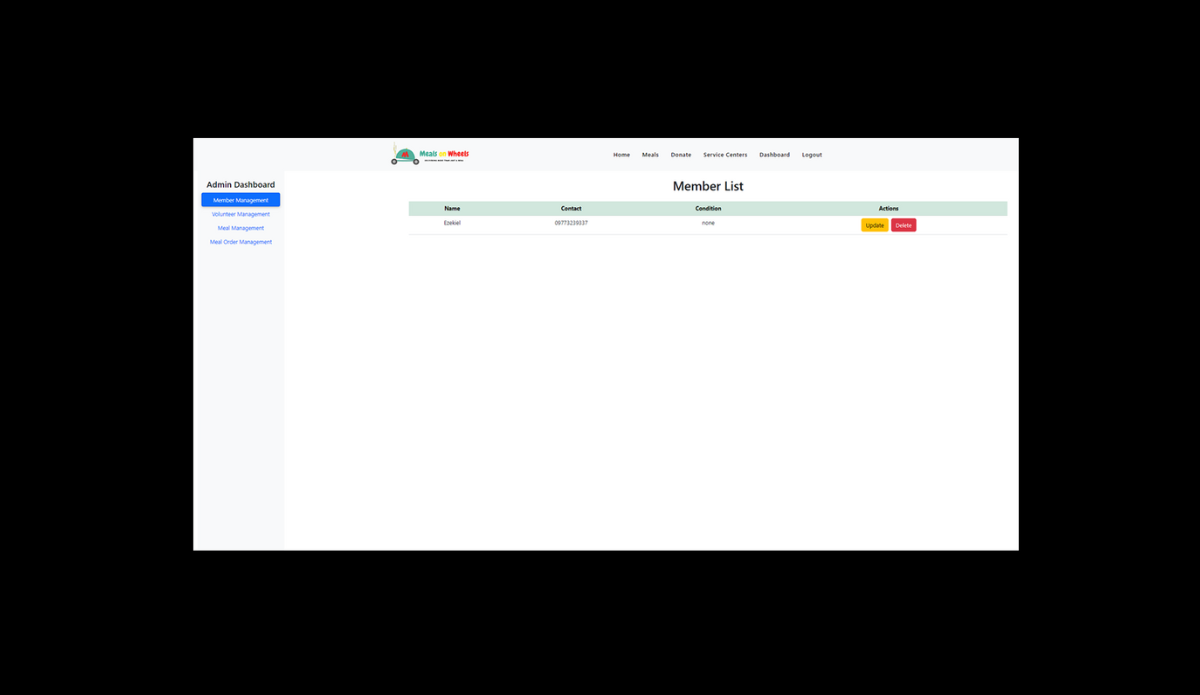 Meals on Wheels
Home Meals Donate Service Centers Dashboard Logout
Admin Dashboard
Member Management
Volunteer Management
Meal Management
Meal Order Management
Member List
Name Contact Condition Actions
Ezekiel 09773239337 none Update Delete